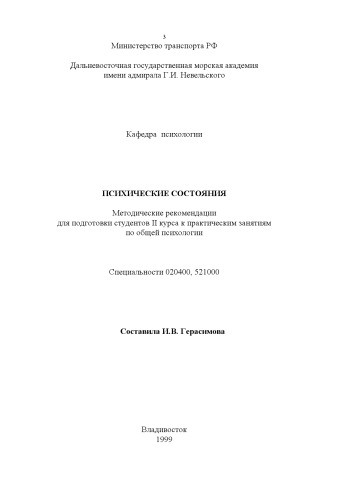 3
Министерство транспорта РФ
Дальневосточная государственная морская академия
имени адмирала Г.И. Невельского
Кафедра психологии
ПСИХИЧЕСКИЕ СОСТОЯНИЯ
Методические рекомендации
для подготовки студентов II курса к практическим занятиям
по общей психологии
Специальности 020400, 521000
Составила И.В. Герасимова
Владивосток
1999